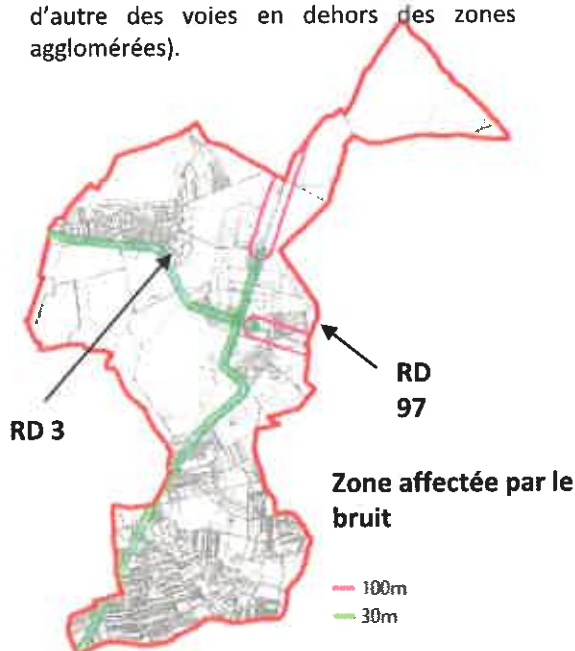 d'autre des voies en dehors des zones
agglomérées).
RD 3
RD
97
Zone affectée par le
bruit
100m
30m